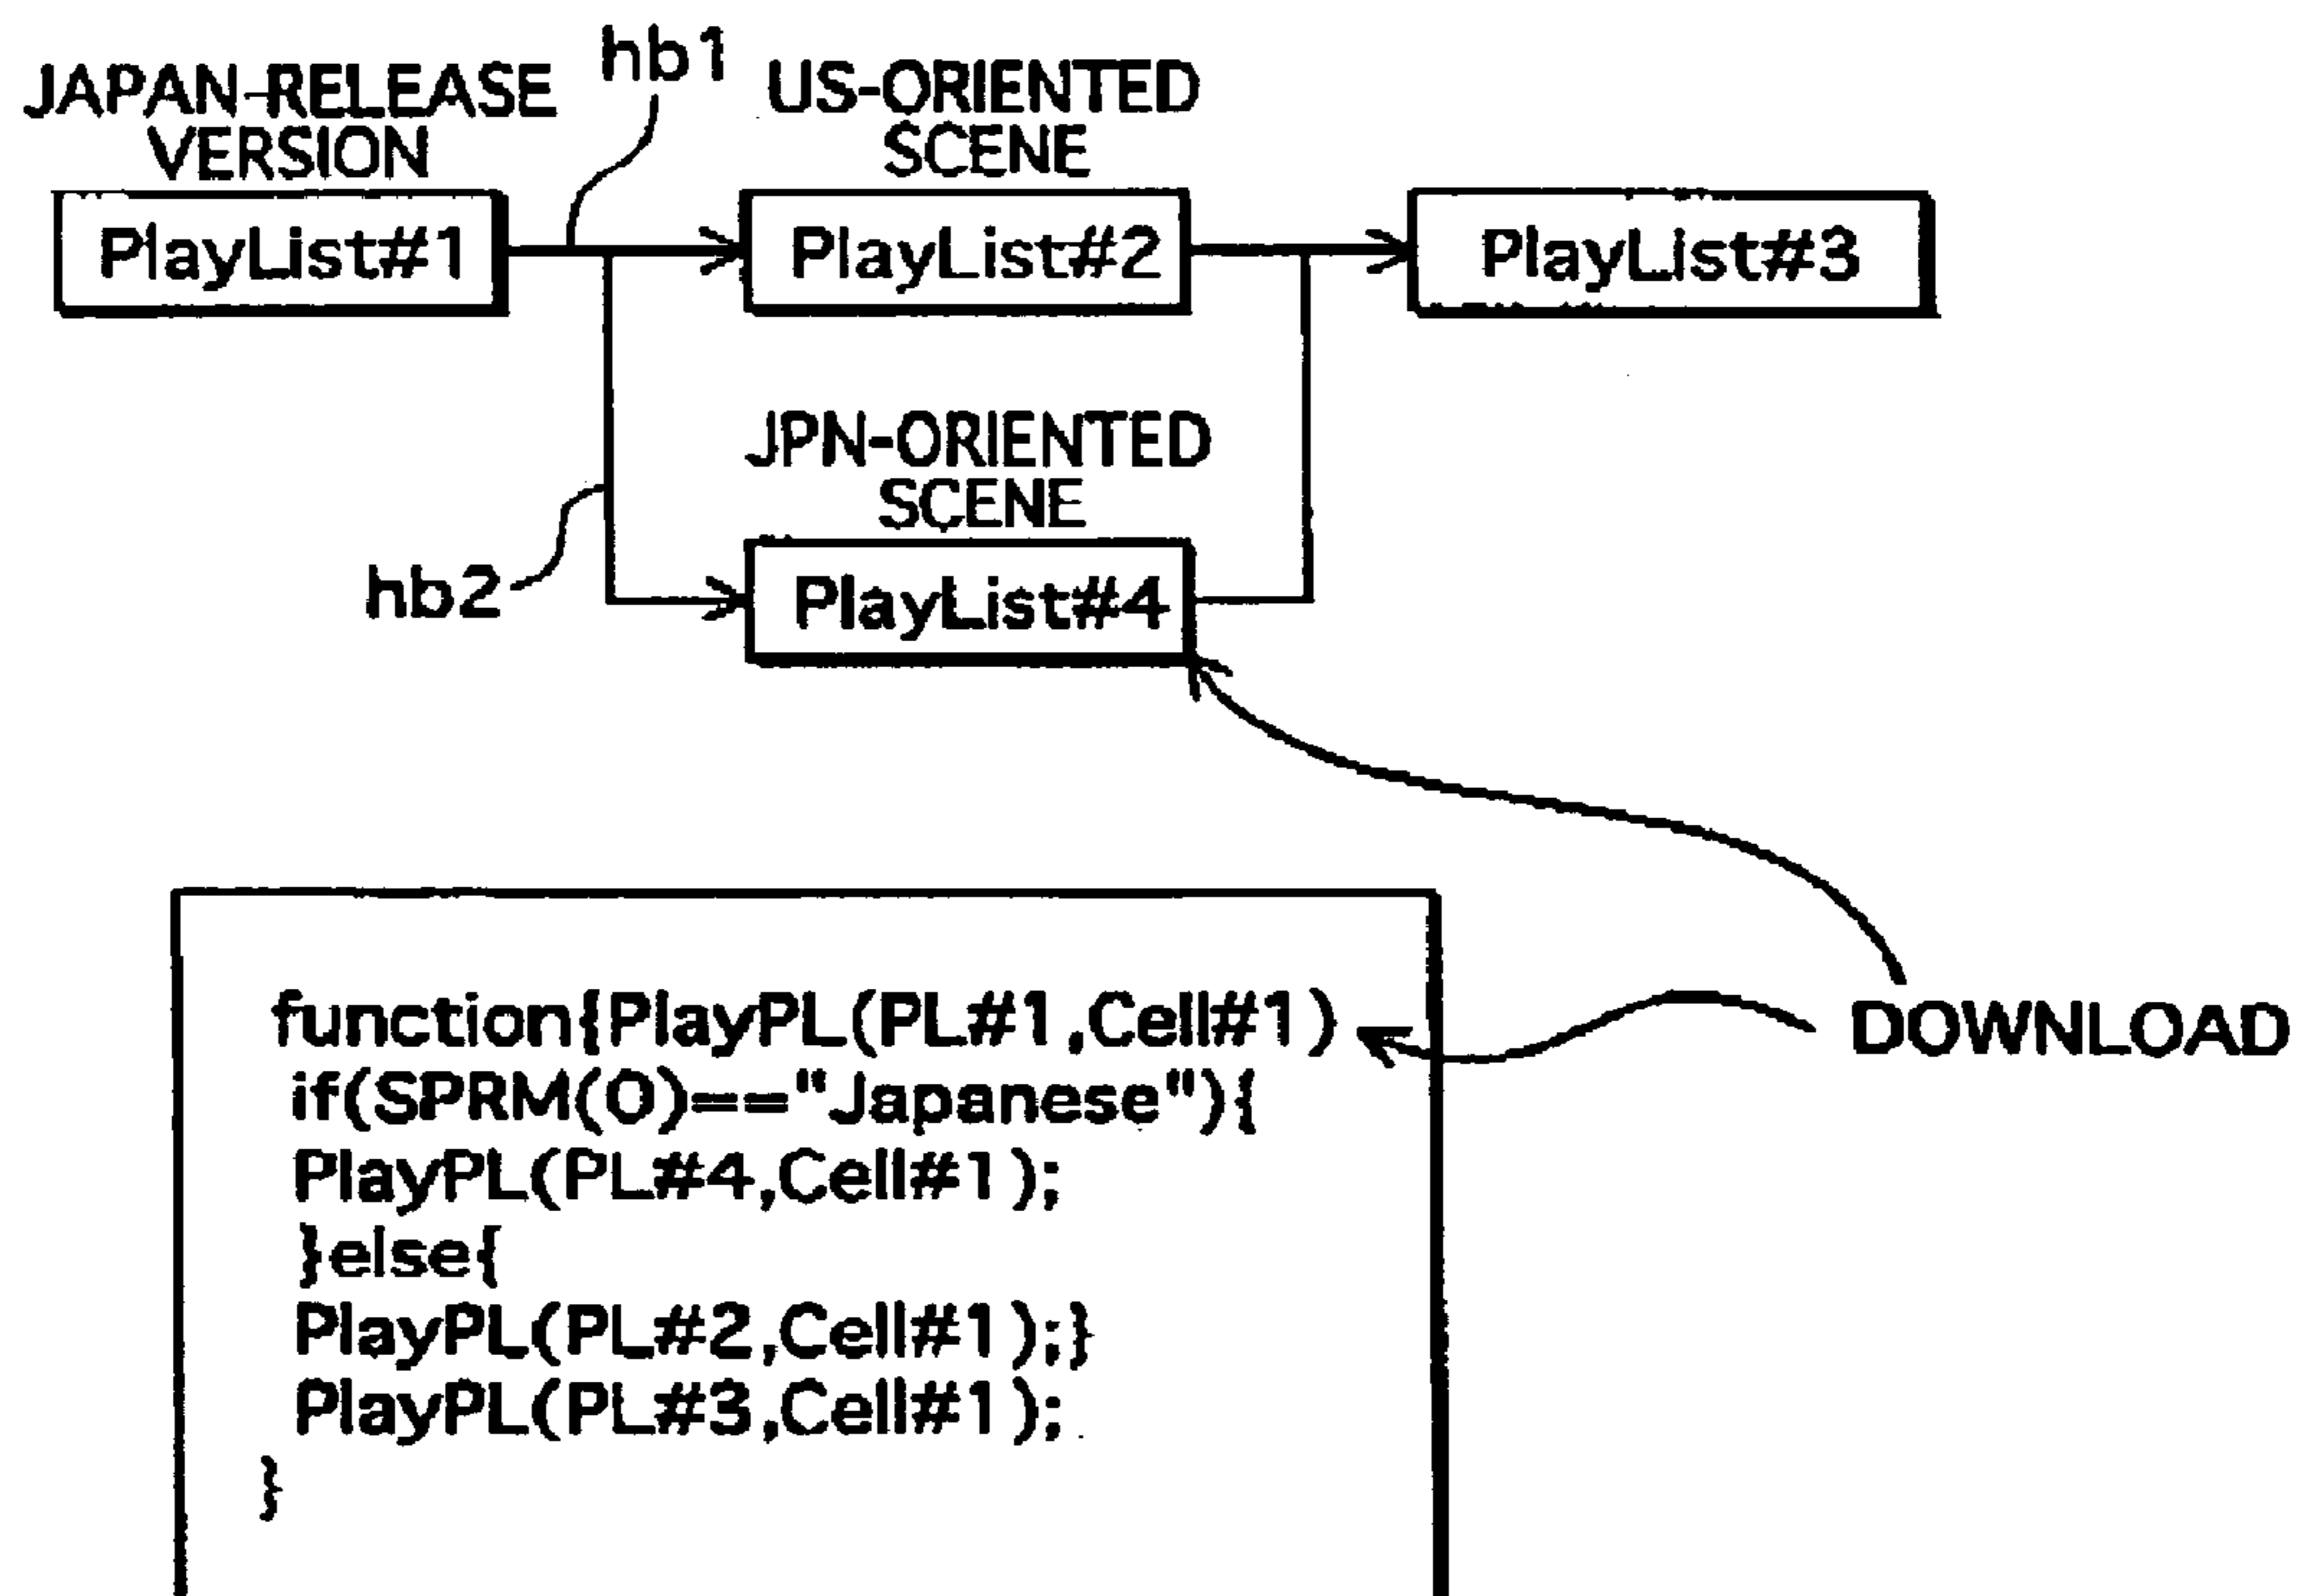 hb1
JAPAN-RELEASE
VERSION
US-ORIENTED
SCENE
PlayList#1
PlayList#2
PlayList#3
JPN-ORIENTED
SCENE
hb2
PlayList#4
DOWNLOAD
function{PlayPL(PL#1,Cell#1)
if(SPRM(0)=="Japanese"){
PlayPL(PL#4,Cell#1);
}else{
PlayPL(PL#2,Cell#1);}
PlayPL(PL#3,Cell#1);
}